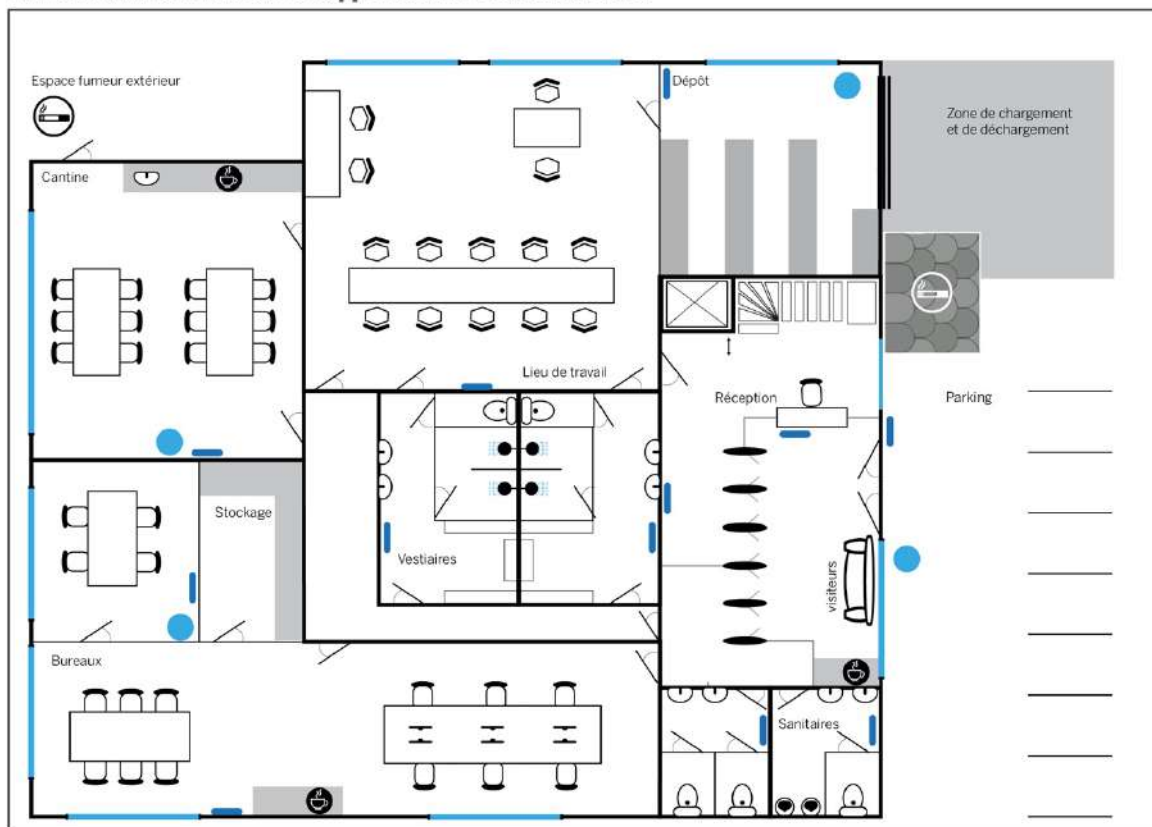 Espace fumeur extérieur
Dépôt
Zone de chargement
et de déchargement
Cantine
Lieu de travail
Réception
Parking
Stockage
Vestiaires
visiteurs
Bureaux
Sanitaires